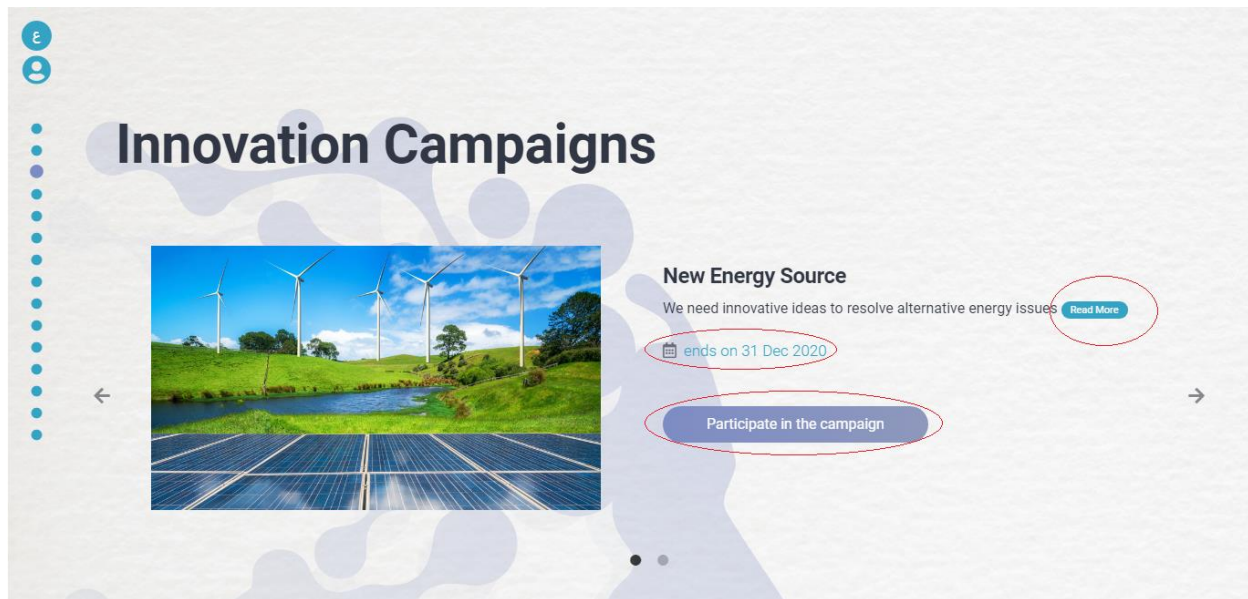 ع
Innovation Campaigns
New Energy Source
We need innovative ideas to resolve alternative energy issues Read More
ends on 31 Dec 2020
Participate in the campaign